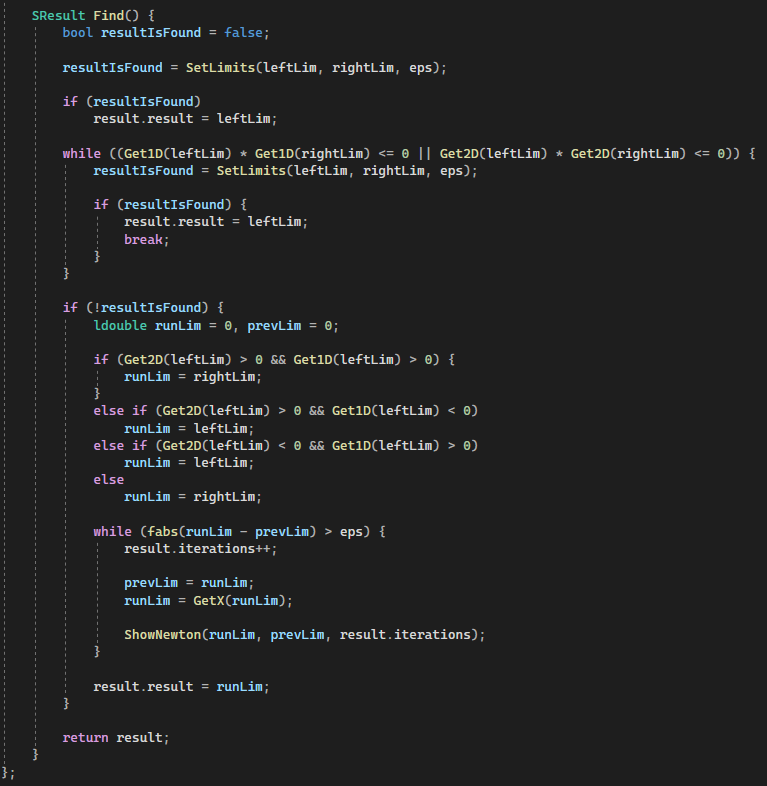 SResult Find() {
bool resultIsFound = false;
resultIsFound = SetLimits(leftLim, rightLim, eps);
if (resultIsFound)
result.result = leftLim;
while ((Get1D(leftLim) * Get1D(rightLim) <= 0 || Get2D(leftLim) * Get2D(rightLim) <= 0)) {
resultIsFound = SetLimits(leftLim, rightLim, eps);
if (resultIsFound) {
result.result = leftLim;
break;
}
}
if (!resultIsFound) {
ldouble runLim = 0, prevLim = 0;
if (Get2D(leftLim) > 0 && Get1D(leftLim) > 0) {
runLim = rightLim;
}
else if (Get2D(leftLim) > 0 && Get1D(leftLim) < 0)
runLim = leftLim;
else if (Get2D(leftLim) < 0 && Get1D(leftLim) > 0)
runLim = leftLim;
else
runLim = rightLim;
while (fabs(runLim - prevLim) > eps) {
result.iterations++;
prevLim = runLim;
runLim = GetX(runLim);
ShowNewton(runLim, prevLim, result.iterations);
}
result.result = runLim;
}
return result;
}
};